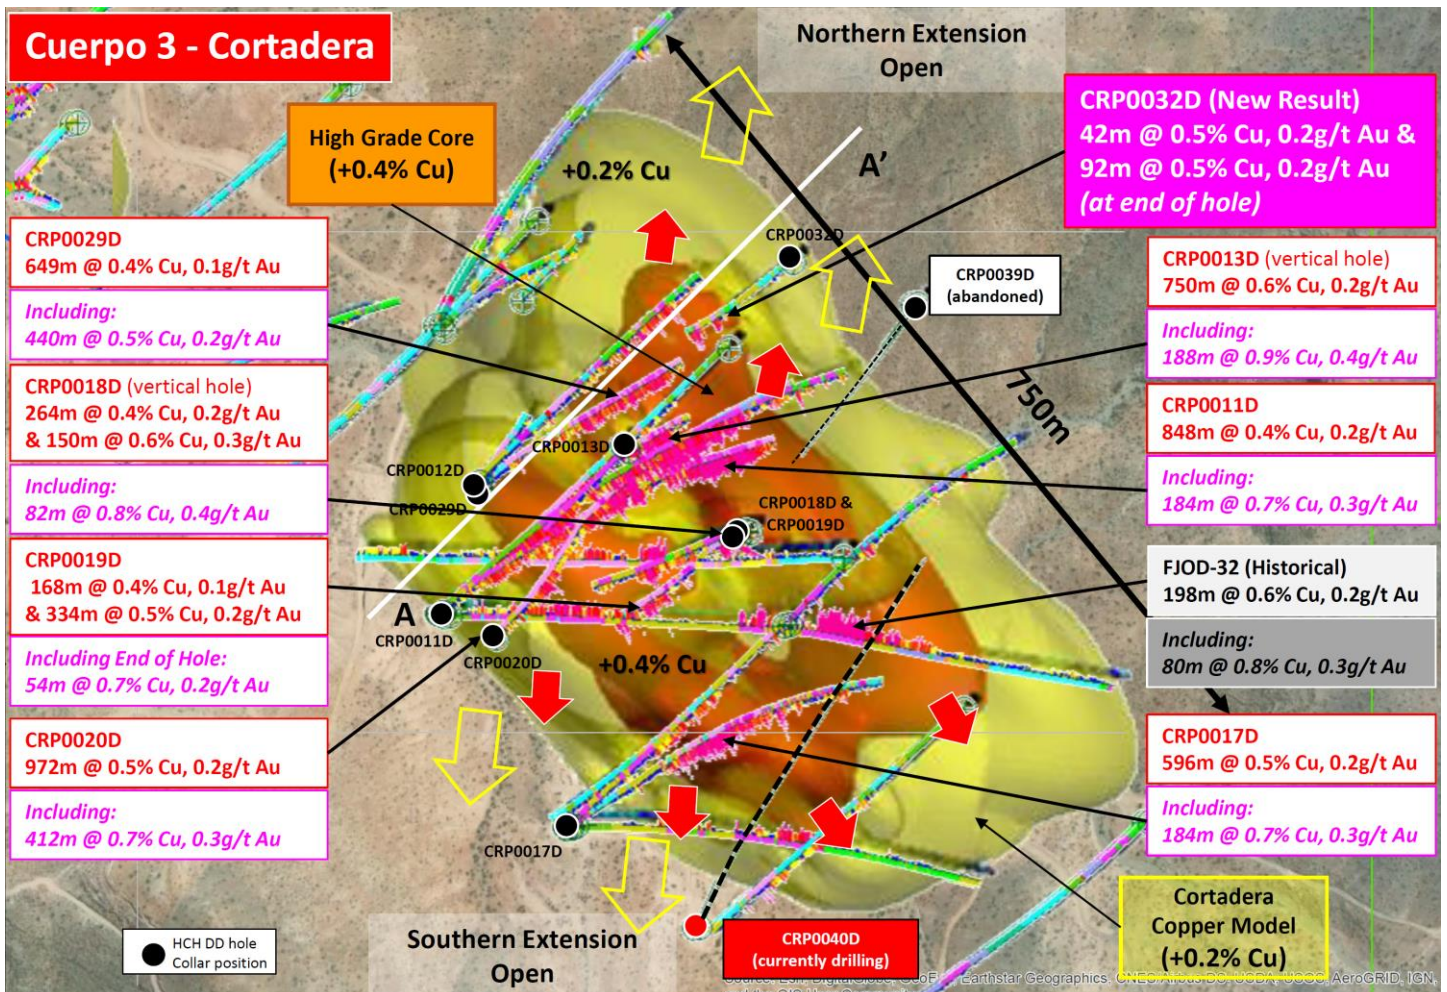 Cuerpo 3 - Cortadera
Northern Extension
Open
High Grade Core
(+0.4% Cu)
+0.2% Cu
A'
CRP0032D (New Result)
42m @ 0.5% Cu, 0.2g/t Au &
92m @ 0.5% Cu, 0.2g/t Au
(at end of hole)
CRP0029D
649m @ 0.4% Cu, 0.1g/t Au
Including:
440m @ 0.5% Cu, 0.2g/t Au
CRP0018D (vertical hole)
264m @ 0.4% Cu, 0.2g/t Au
& 150m @ 0.6% Cu, 0.3g/t Au
Including:
82m @ 0.8% Cu, 0.4g/t Au
CRP0019D
168m @ 0.4% Cu, 0.1g/t Au
& 334m @ 0.5% Cu, 0.2g/t Au
Including End of Hole:
54m @ 0.7% Cu, 0.2g/t Au
CRP0020D
972m @ 0.5% Cu, 0.2g/t Au
Including:
412m @ 0.7% Cu, 0.3g/t Au
CRP0032D
CRP0039D
(abandoned)
750m
CRP0013D
CRP0012D
CRP0029D
CRP0018D &
CRP0019D
A
CRP0011D
CRP0020D
+0.4% Cu
CRP0017D
CRP0013D (vertical hole)
750m @ 0.6% Cu, 0.2g/t Au
Including:
188m @ 0.9% Cu, 0.4g/t Au
CRP0011D
848m @ 0.4% Cu, 0.2g/t Au
Including:
184m @ 0.7% Cu, 0.3g/t Au
FJOD-32 (Historical)
198m @ 0.6% Cu, 0.2g/t Au
Including:
80m @ 0.8% Cu, 0.3g/t Au
CRP0017D
596m @ 0.5% Cu, 0.2g/t Au
Including:
184m @ 0.7% Cu, 0.3g/t Au
Cortadera
Copper Model
(+0.2% Cu)
HCH DD hole
Collar position
Southern Extension
Open
CRP0040D
(currently drilling)
Earthstar Geographics, CNES/Airbus DS, USDA, USGS, AeroGRID, IGN,